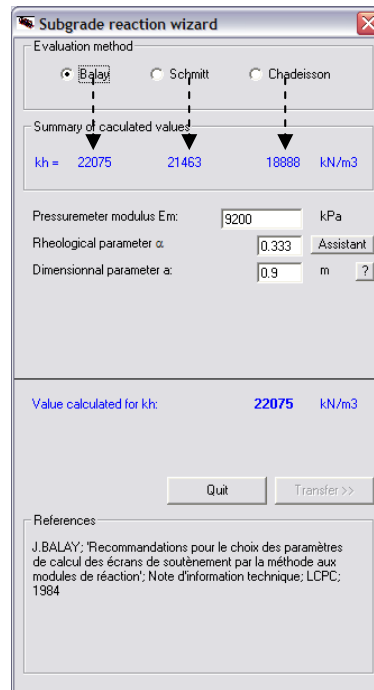 Subgrade reaction wizard
Evaluation method
Balay Schmitt Chadeisson
Summary of caculated values
kh = 22075 21463 18888 kN/m3
Pressuremeter modulus Em: 9200 kPa
Rheological parameter α 0.333 Assistant
Dimensionnal parameter a: 0.9 m ?
Value calculated for kh: 22075 kN/m3
Quit Transfer >>
References
J.BALAY; 'Recommandations pour le choix des paramètres
de calcul des écrans de soutènement par la méthode aux
modules de réaction'; Note d'information technique; LCPC;
1984